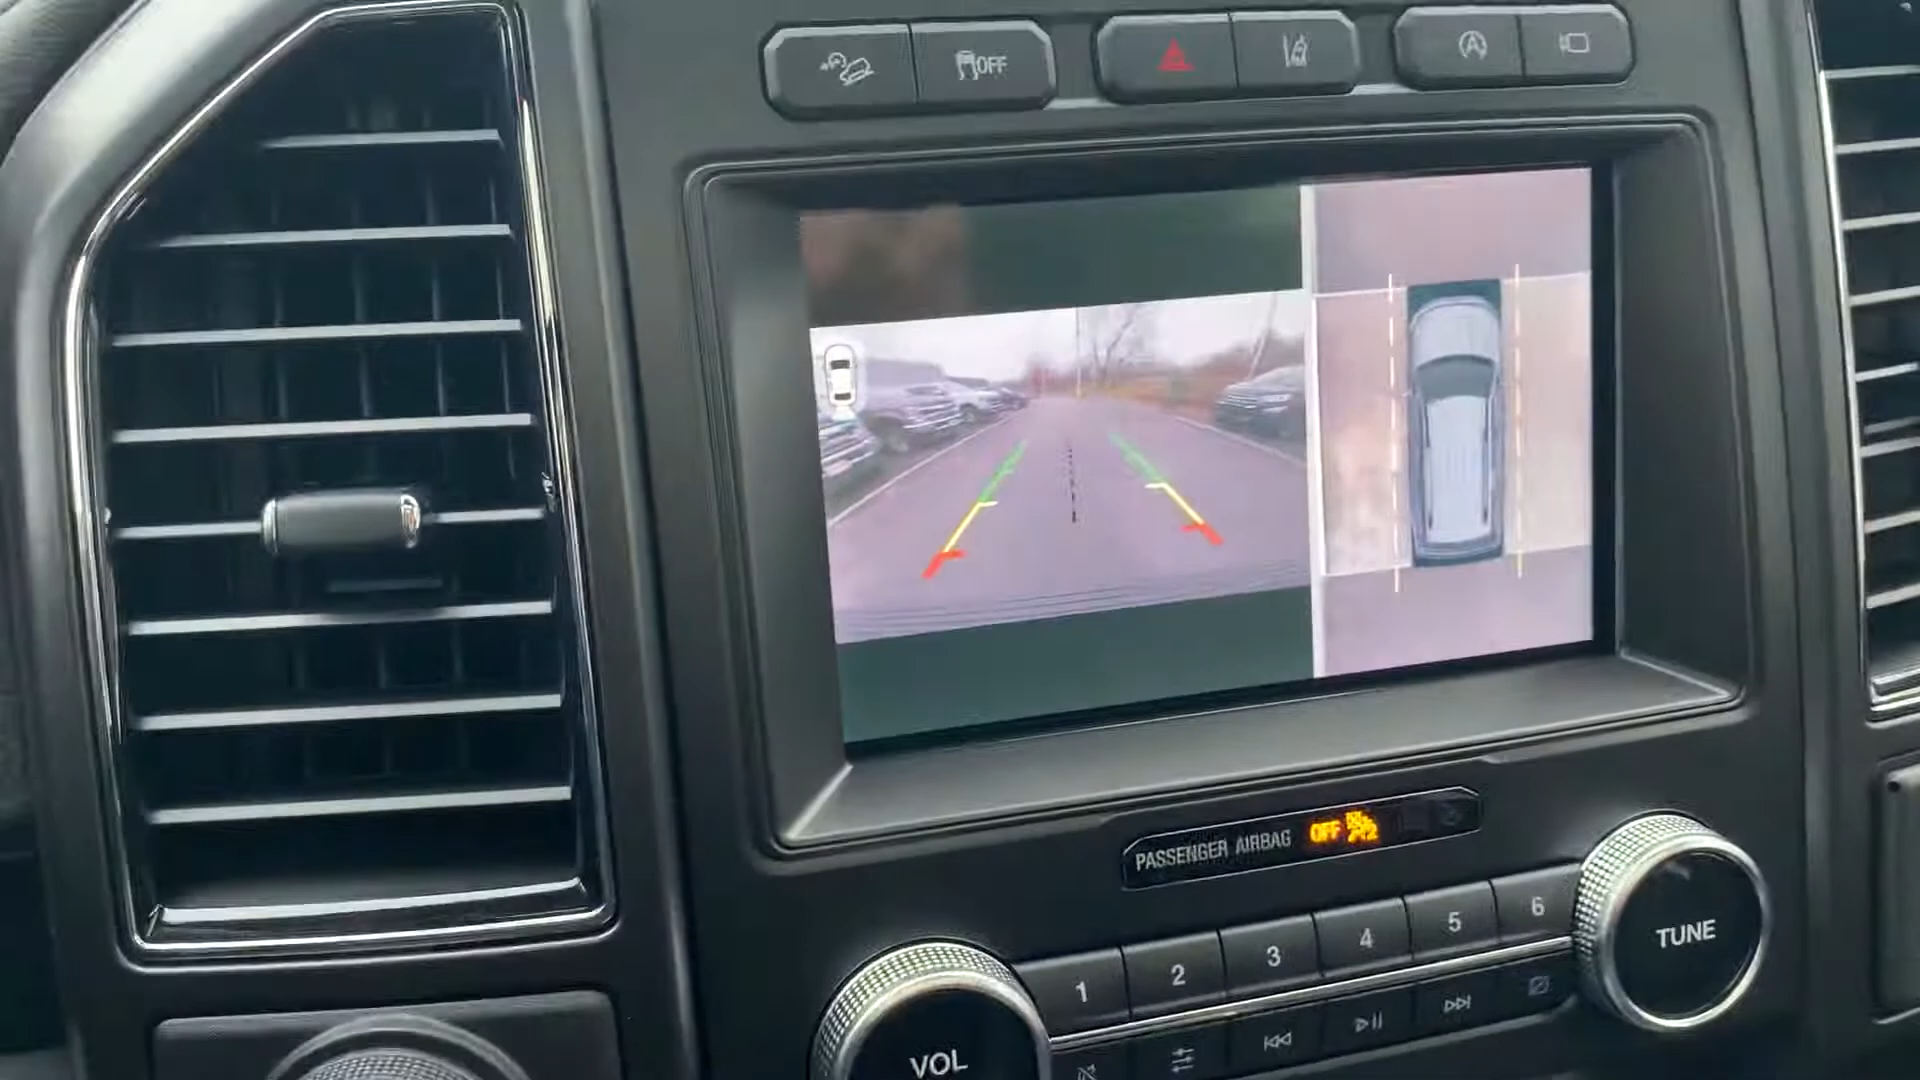 OFF
PASSENGER AIRBAG OFF
1 2 3 4 5 6
VOL
TUNE